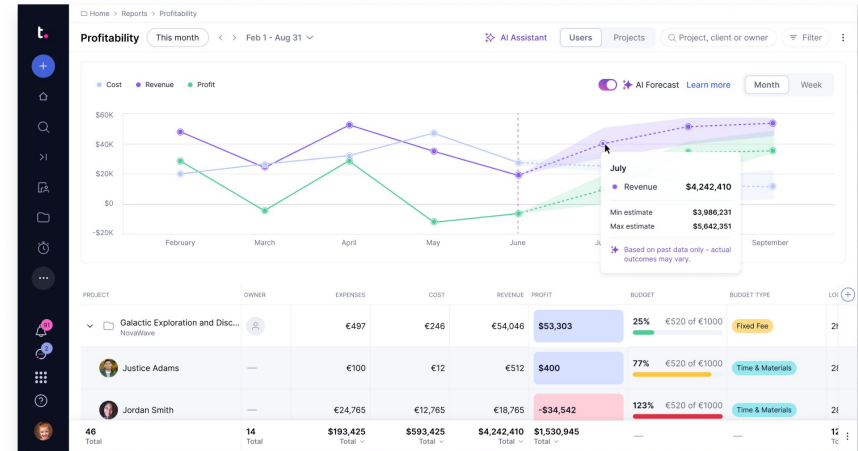 Home > Reports > Profitability
t.
Profitability This month < > Feb 1 - Aug 31 AI Assistant Users Projects Project, client or owner Filter
Cost Revenue Profit AI Forecast Learn more Month Week
$60K
$40K
$20K
$0
-$20K
February March April May June September
July
Revenue $4,242,410
Min estimate $3,986,231
Max estimate $5,642,351
Based on past data only - actual
outcomes may vary.
PROJECT OWNER EXPENSES COST REVENUE PROFIT BUDGET BUDGET TYPE
Galactic Exploration and Disc... €497 €246 €54,046 $53,303 25% €520 of €1000 Fixed Fee
NovaWave
Justice Adams — €100 €12 €512 $400 77% €520 of €1000 Time & Materials 28
Jordan Smith — €24,765 €12,765 €18,765 -$34,542 123% €520 of €1000 Time & Materials 28
46 14 $193,425 $593,425 $4,242,410 $1,530,945 — —
Total Total Total Total Total Total
91
2